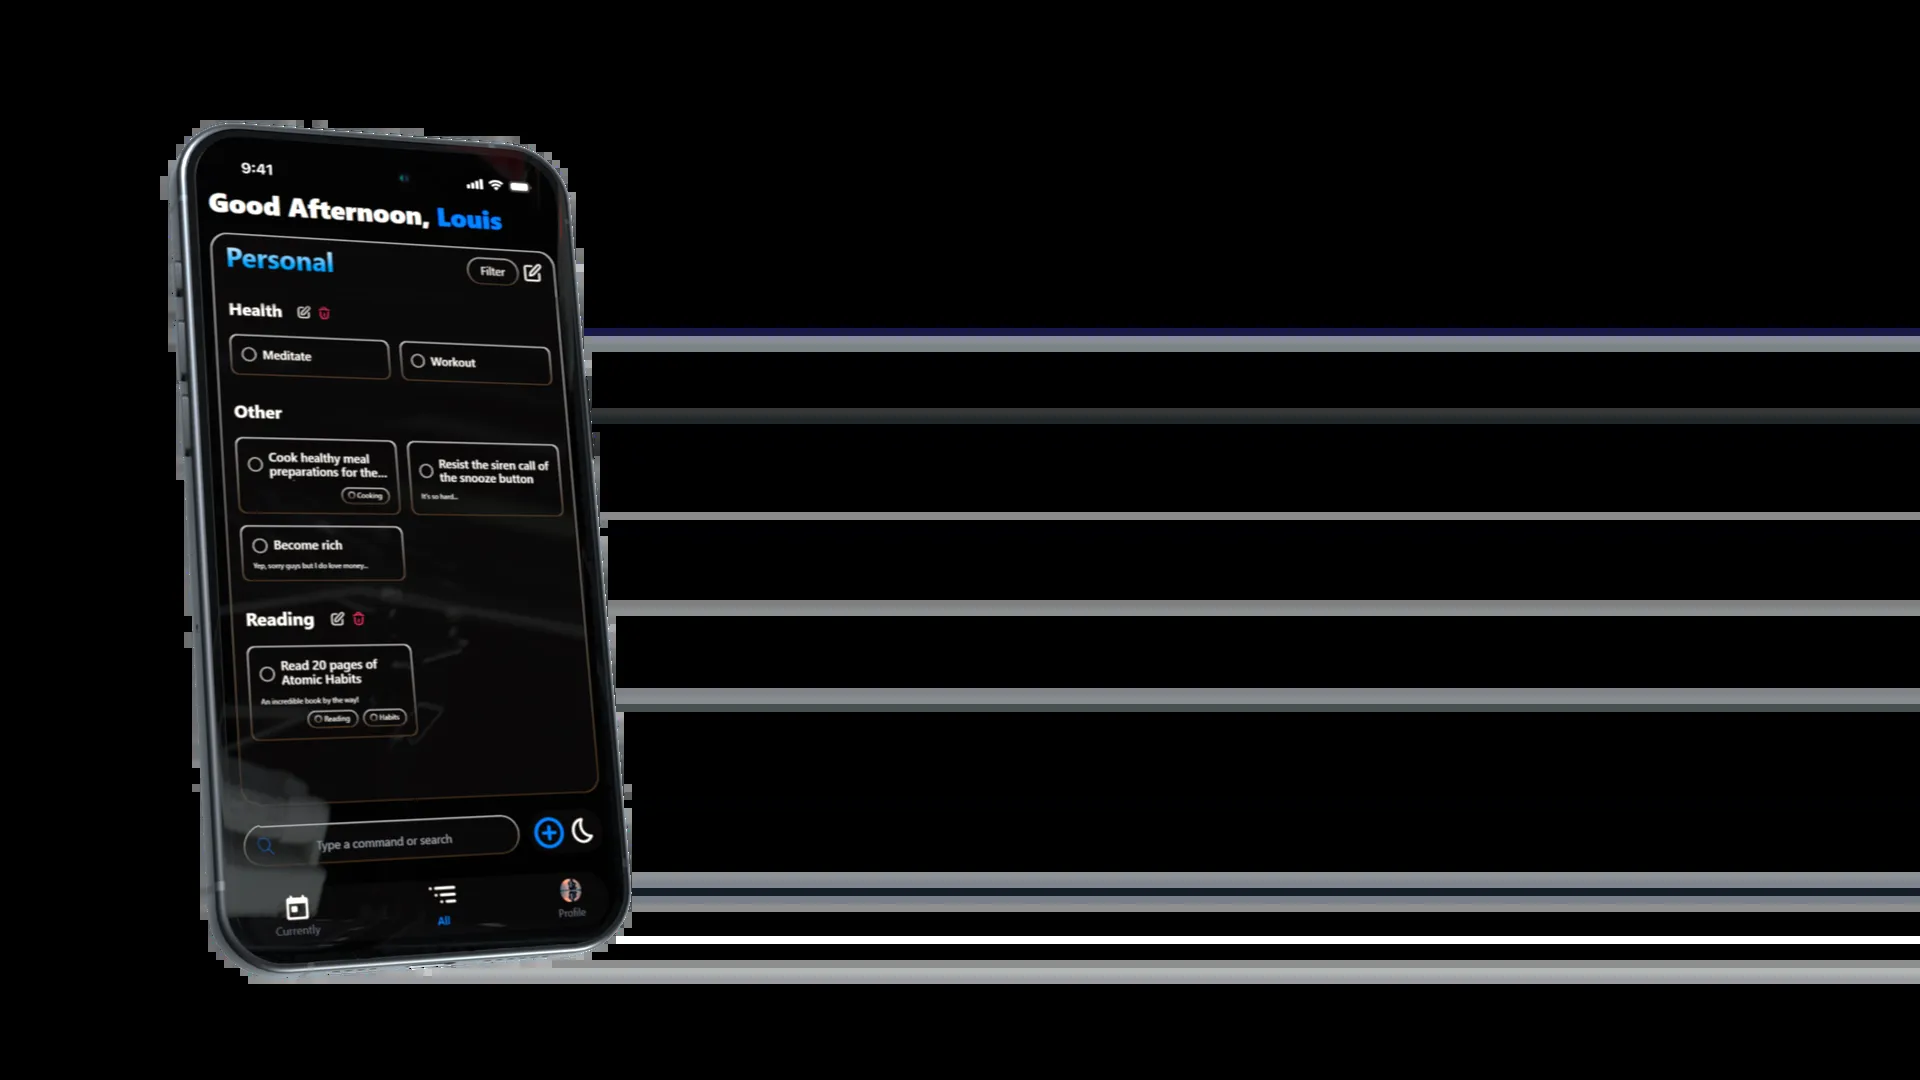 9:41
Good Afternoon, Louis
Personal
Filter
Health
Meditate
Workout
Other
Cook healthy meal
preparations for the...
Cooking
Resist the siren call of
the snooze button
It's so hard...
Become rich
Yep, sorry guys but I do love money...
Reading
Read 20 pages of
Atomic Habits
An incredible book by the way!
Reading
Habits
Type a command or search
Currently
All
Profile